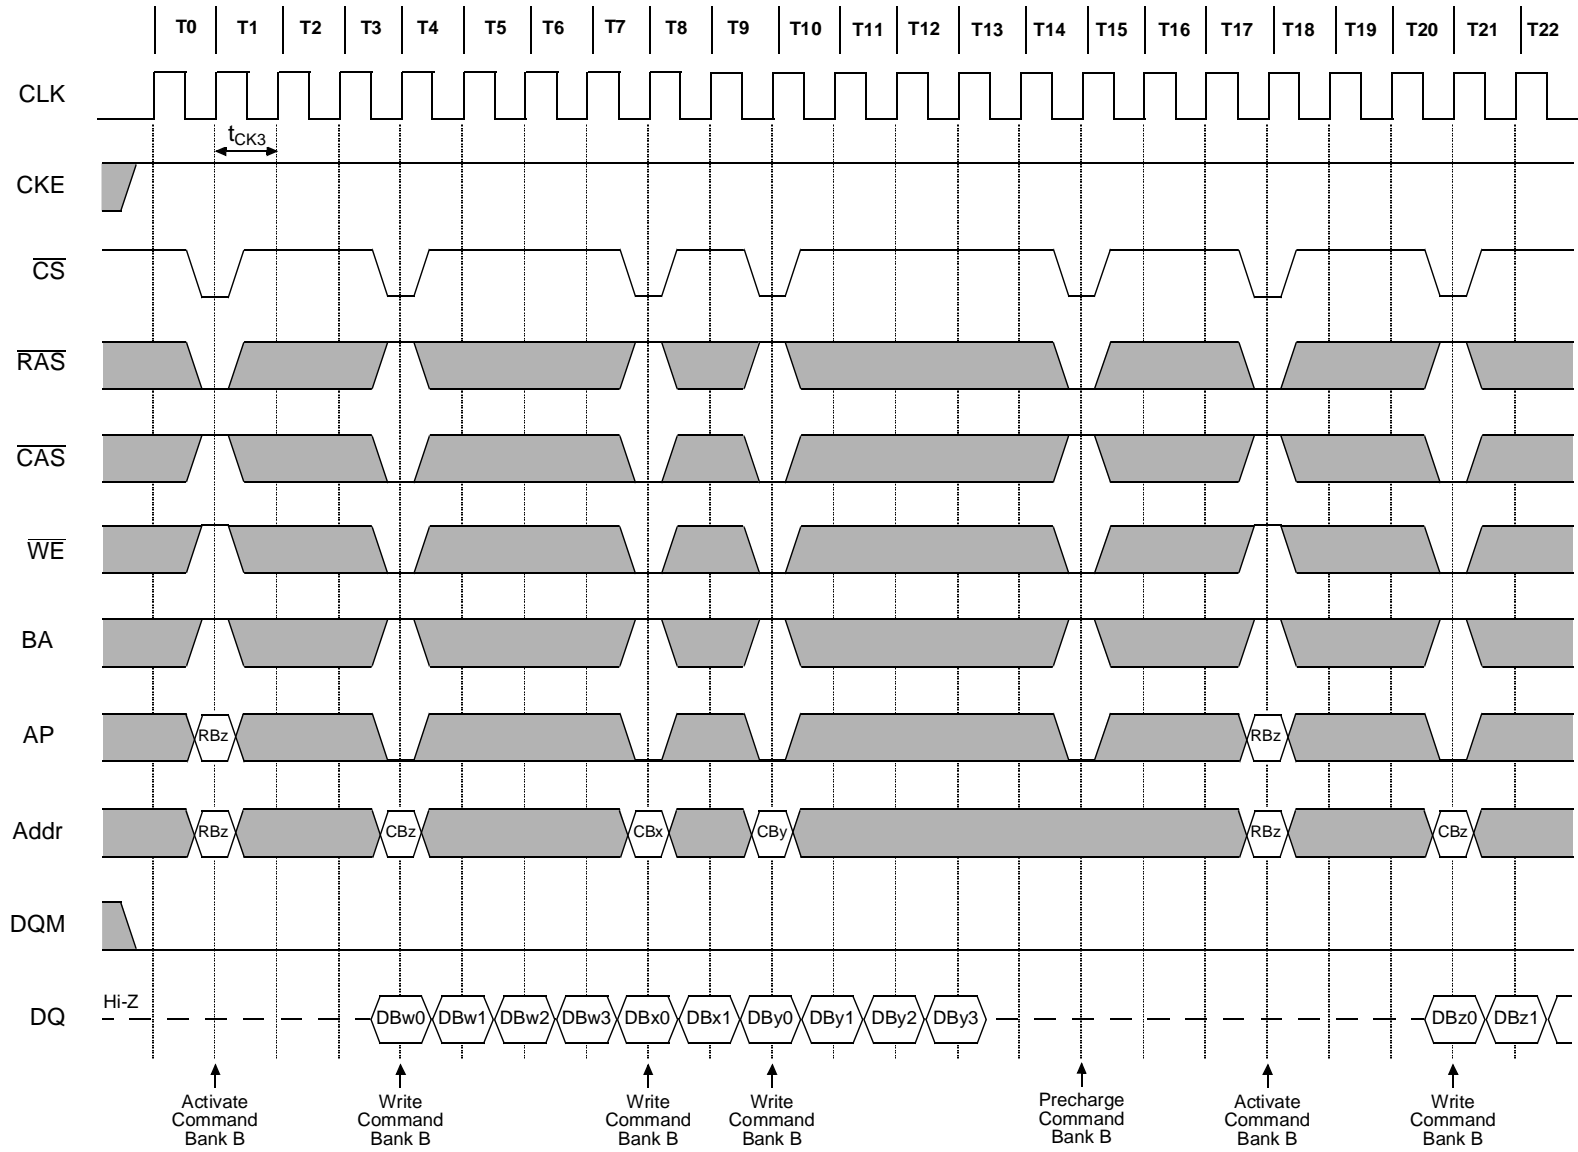 T0 T1 T2 T3 T4 T5 T6 T7 T8 T9 T10 T11 T12 T13 T14 T15 T16 T17 T18 T19 T20 T21 T22
CLK
tCK3
CKE
CS
RAS
CAS
WE
BA
AP
RBz RBz
Addr
RBz CBz CBx CBy RBz CBz
DQM
Hi-Z
DQ
DBw0 DBw1 DBw2 DBw3 DBx0 DBx1 DBy0 DBy1 DBy2 DBy3 DBz0 DBz1
Activate
Command
Bank B
Write
Command
Bank B
Write
Command
Bank B
Write
Command
Bank B
Precharge
Command
Bank B
Activate
Command
Bank B
Write
Command
Bank B